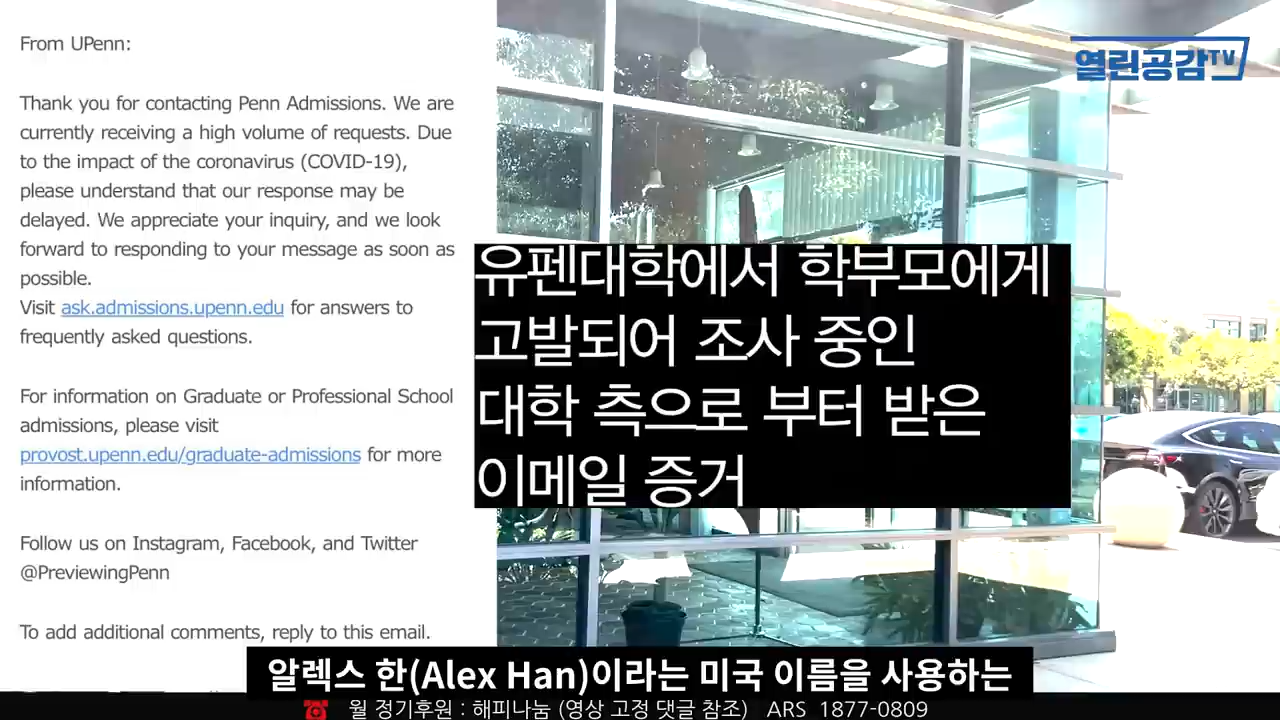 From UPenn:
Thank you for contacting Penn Admissions. We are
currently receiving a high volume of requests. Due
to the impact of the coronavirus (COVID-19),
please understand that our response may be
delayed. We appreciate your inquiry, and we look
forward to responding to your message as soon as
possible.
Visit ask.admissions.upenn.edu for answers to
frequently asked questions.
For information on Graduate or Professional School
admissions, please visit
provost.upenn.edu/graduate-admissions for more
information.
Follow us on Instagram, Facebook, and Twitter
@PreviewingPenn
To add additional comments, reply to this email.
열린공감TV
유펜대학에서 학부모에게
고발되어 조사 중인
대학 측으로 부터 받은
이메일 증거
알렉스 한(Alex Han)이라는 미국 이름을 사용하는
월 정기후원 : 해피나눔 (영상 고정 댓글 참조) ARS 1877-0809